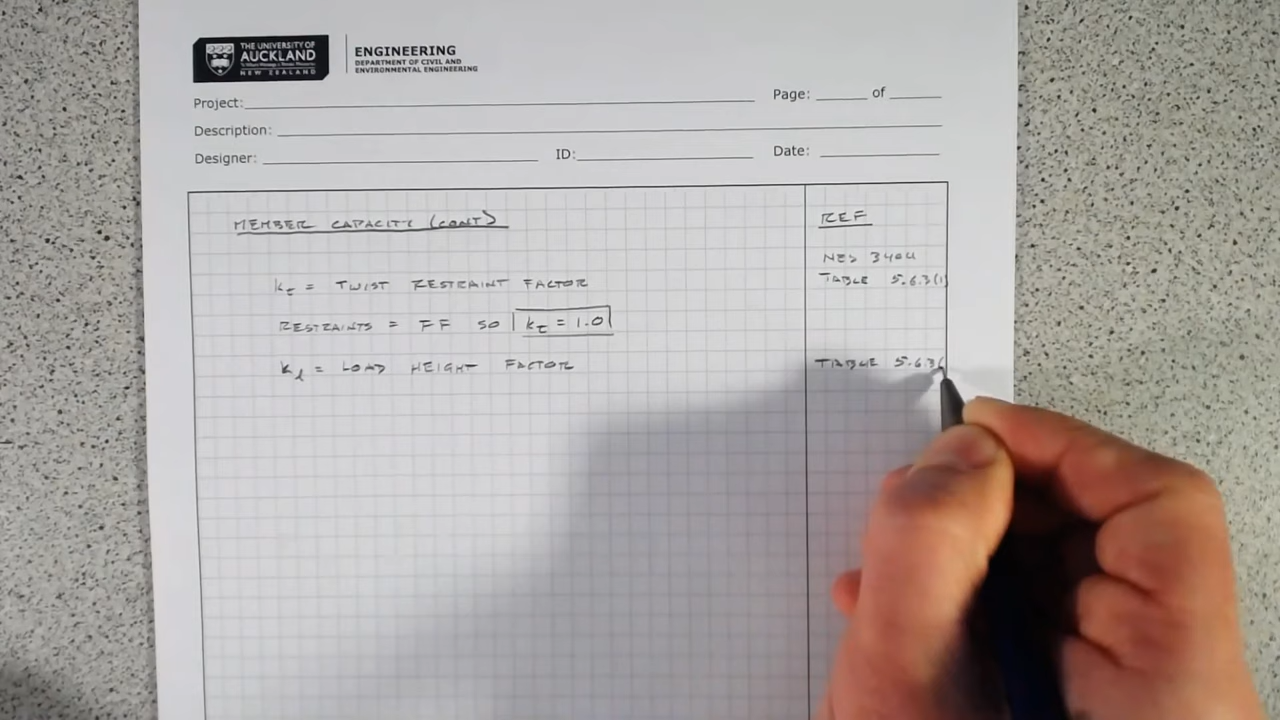 THE UNIVERSITY OF
AUCKLAND
NEW ZEALAND
ENGINEERING
DEPARTMENT OF CIVIL AND
ENVIRONMENTAL ENGINEERING
Project:
Page: of
Description:
Designer: ID: Date:
MEMBER CAPACITY (CONT)
kt = TWIST RESTRAINT FACTOR
RESTRAINTS = FF SO kt = 1.0
kl = LOAD HEIGHT FACTOR
REF
NZS 3404
TABLE 5.6.3(1)
TABLE 5.6.3(